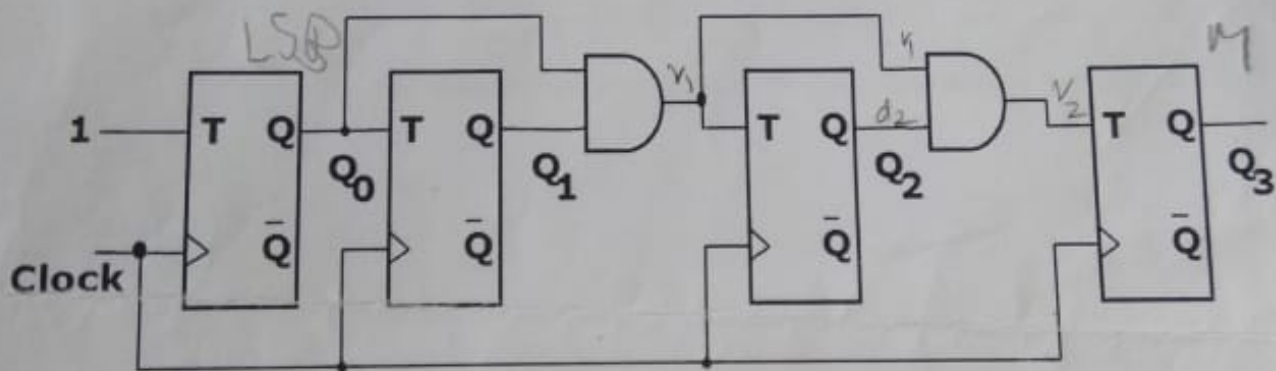 LSB M
V1 V1
1 T Q T Q T Q d2 V2 T Q
Q0 Q1 Q2 Q3
Q̄ Q̄ Q̄ Q̄
Clock